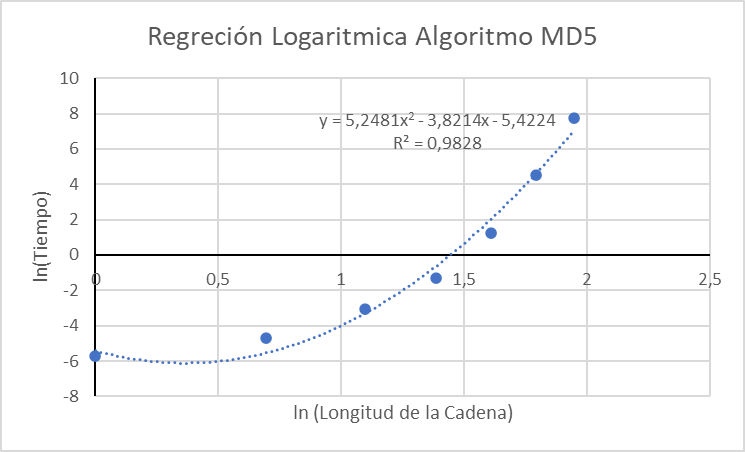 Regreción Logaritmica Algoritmo MD5
10
8
6
4
2
0
-2
-4
-6
-8
y = 5,2481x² - 3,8214x - 5,4224
R² = 0,9828
0 0,5 1 1,5 2 2,5
ln(Tiempo)
ln (Longitud de la Cadena)